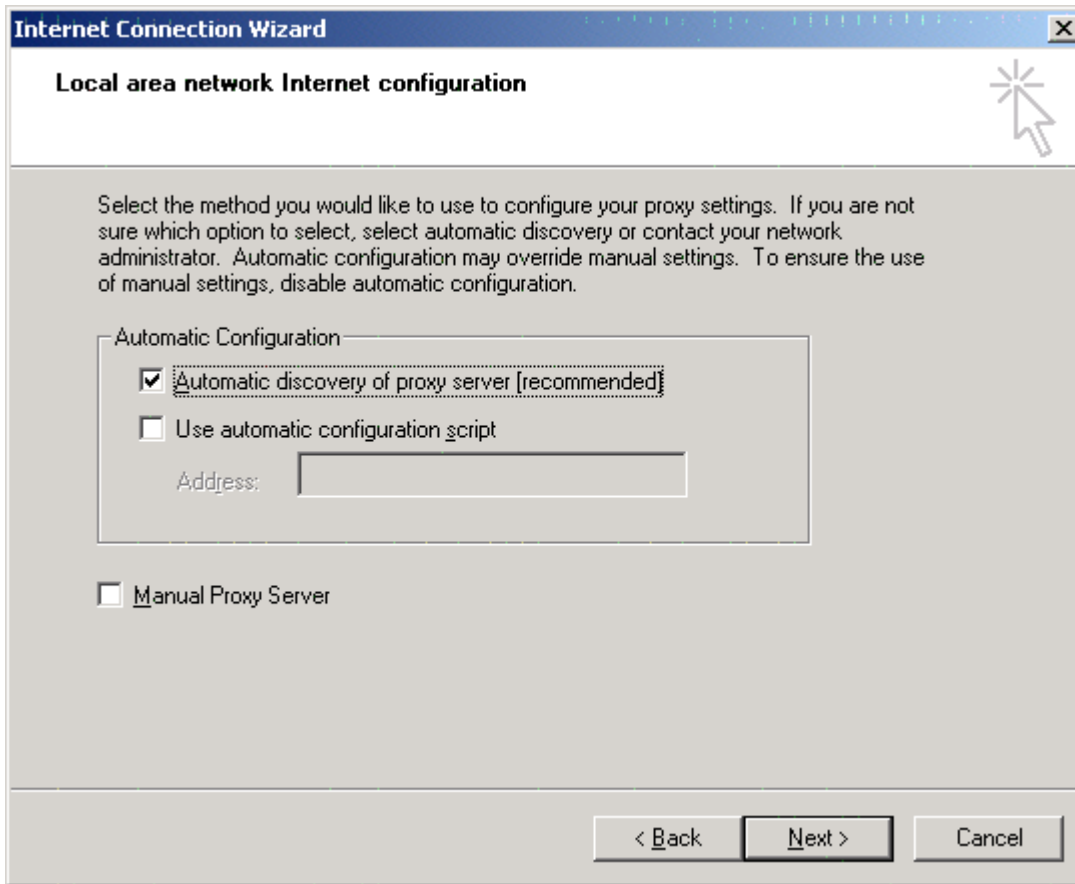 Internet Connection Wizard
Local area network Internet configuration
Select the method you would like to use to configure your proxy settings.  If you are not
sure which option to select, select automatic discovery or contact your network
administrator.  Automatic configuration may override manual settings.  To ensure the use
of manual settings, disable automatic configuration.
Automatic Configuration
Automatic discovery of proxy server [recommended]
Use automatic configuration script
Address:
Manual Proxy Server
< Back
Next >
Cancel